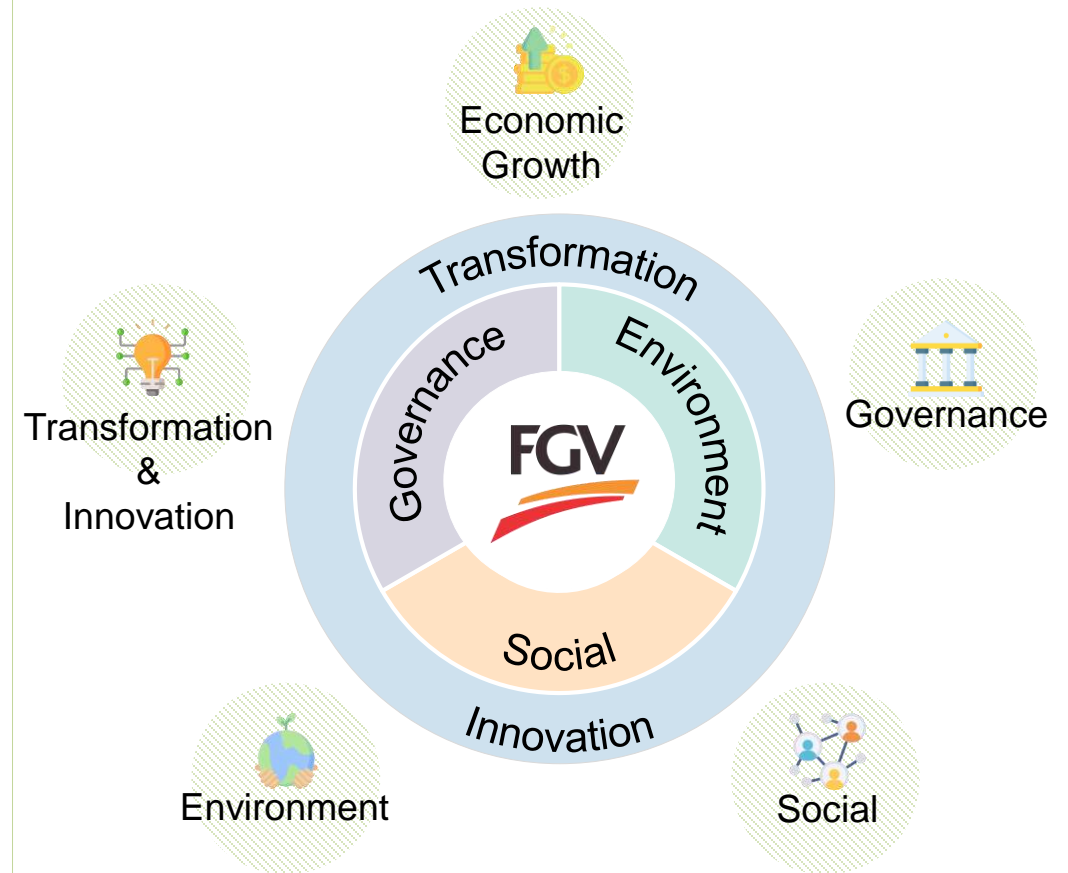 Economic
Growth
Transformation
Governance
Environment
FGV
Governance
Transformation
&
Innovation
Social
Innovation
Environment
Social